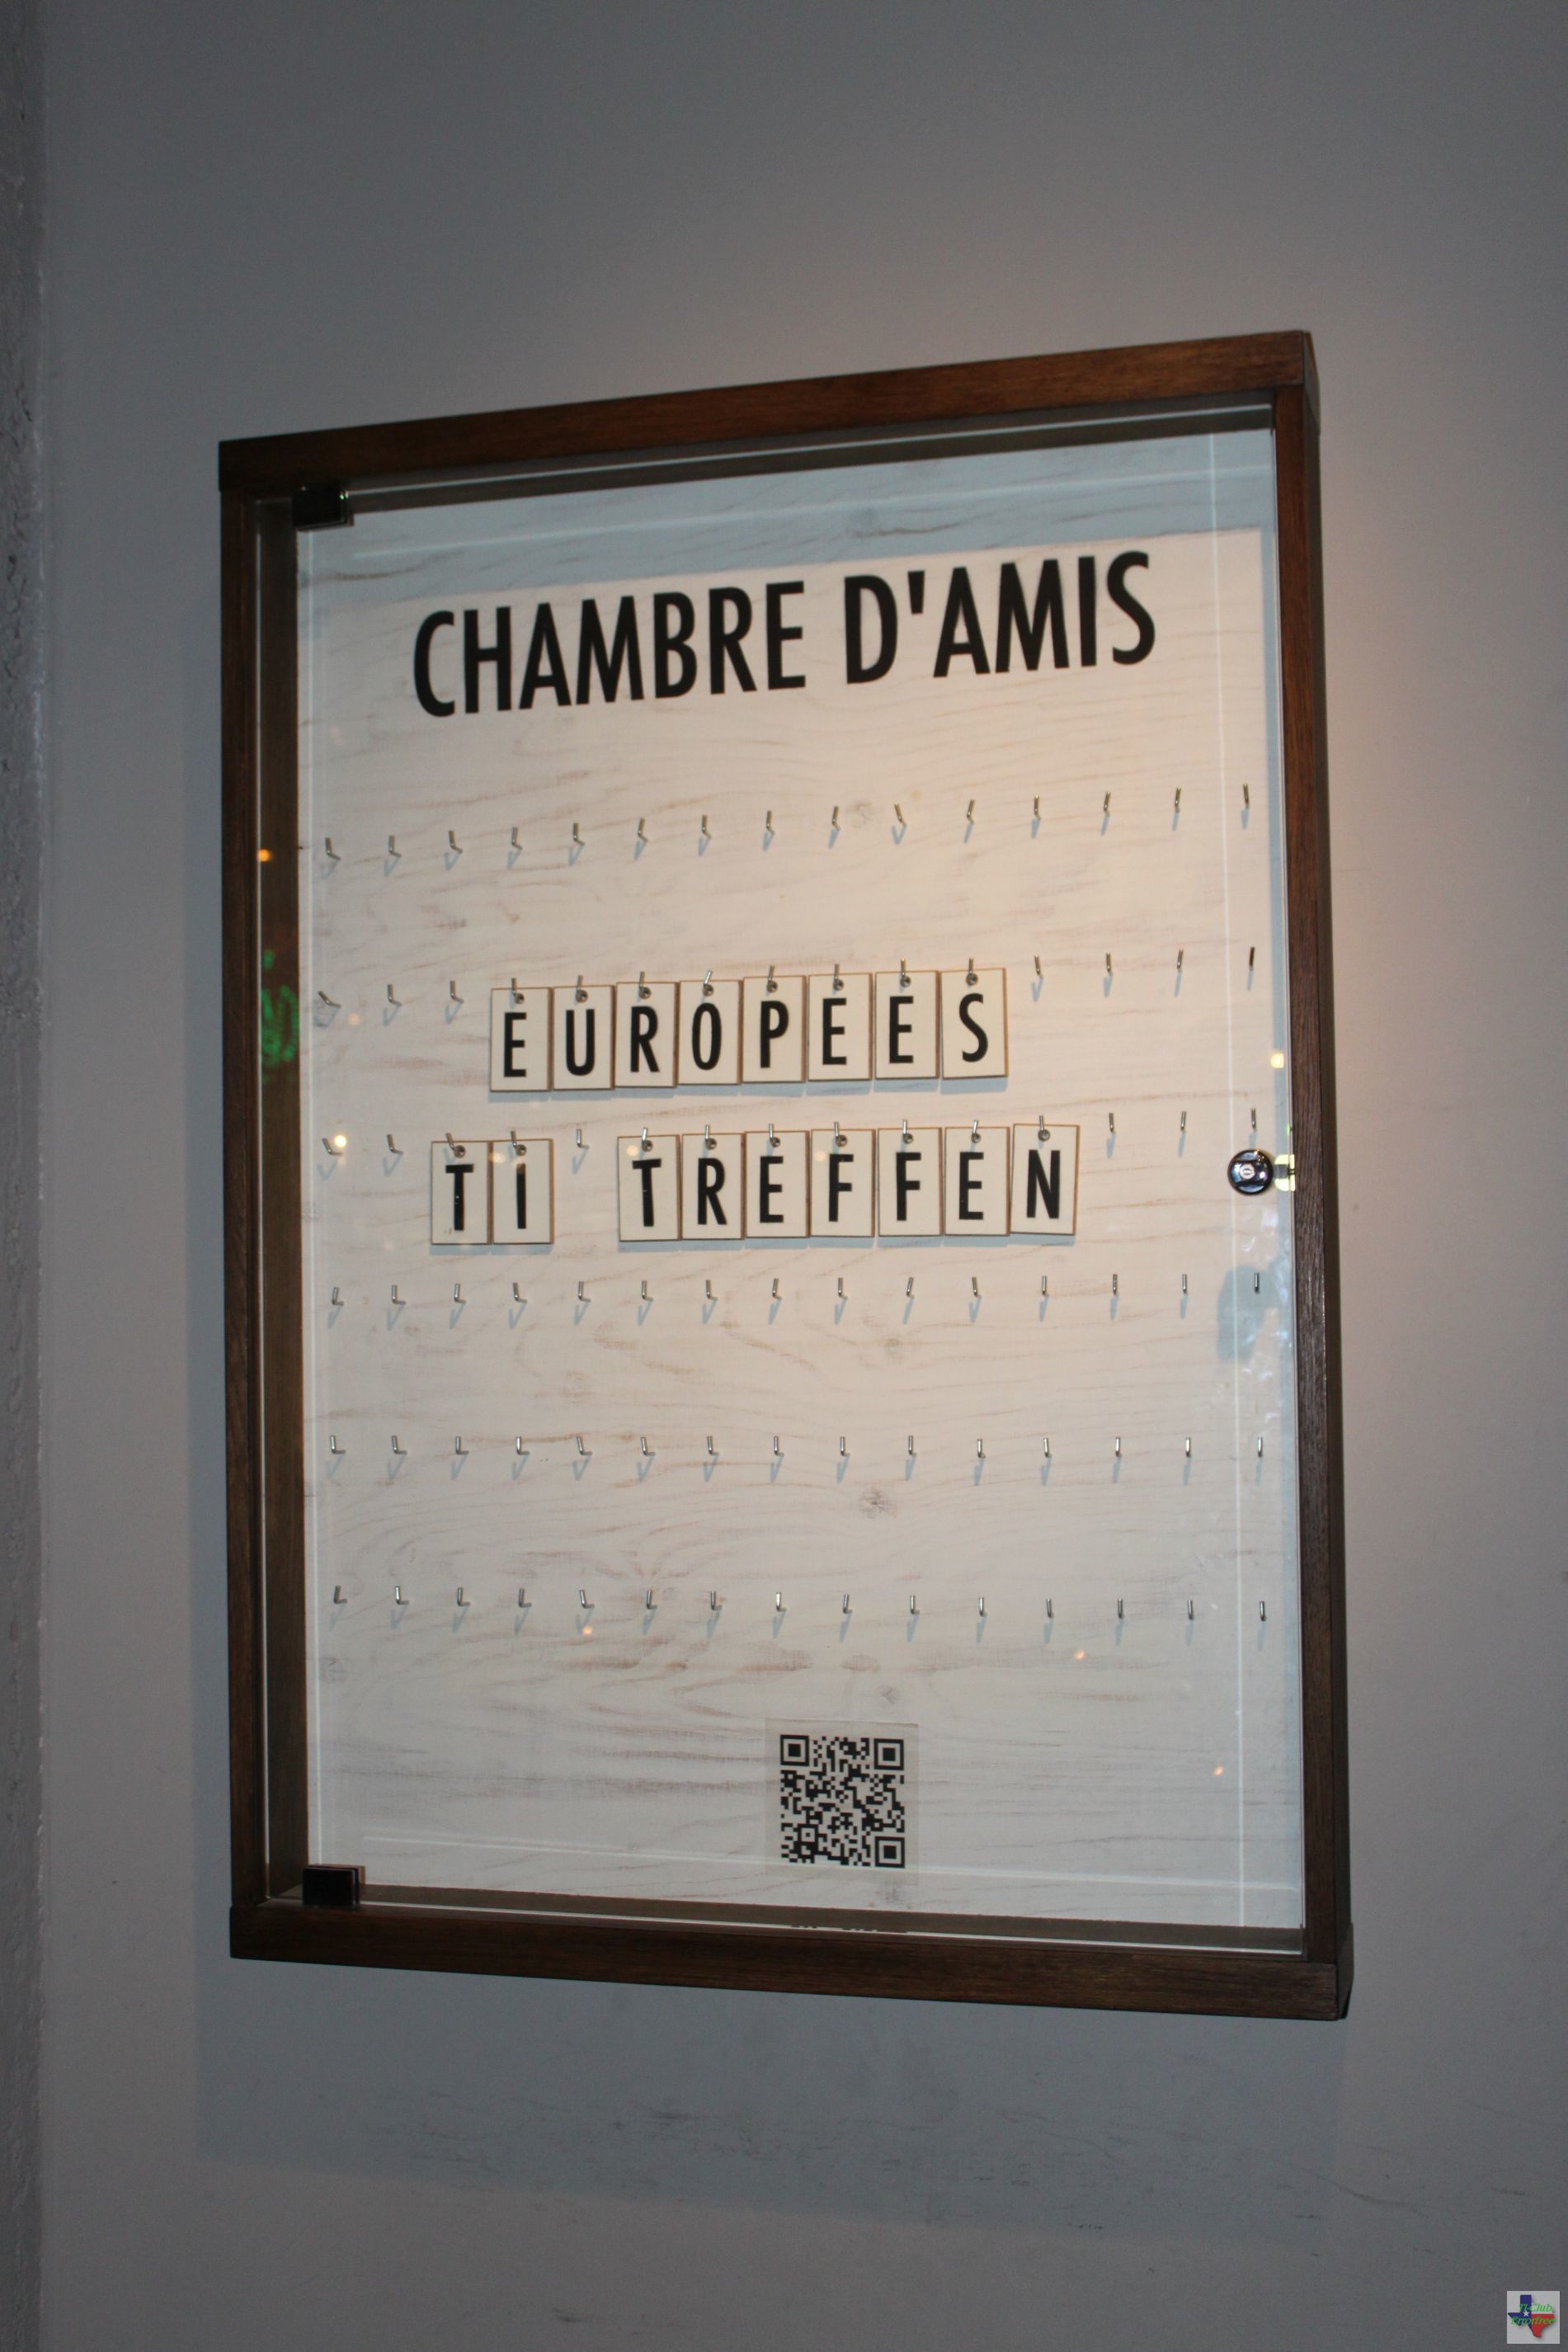 CHAMBRE D'AMIS
EUROPEES
TI TREFFEN